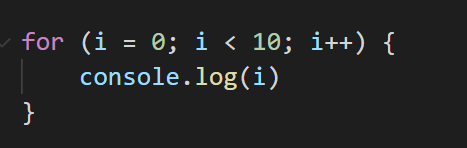 for (i = 0; i < 10; i++) {
    console.log(i)
}